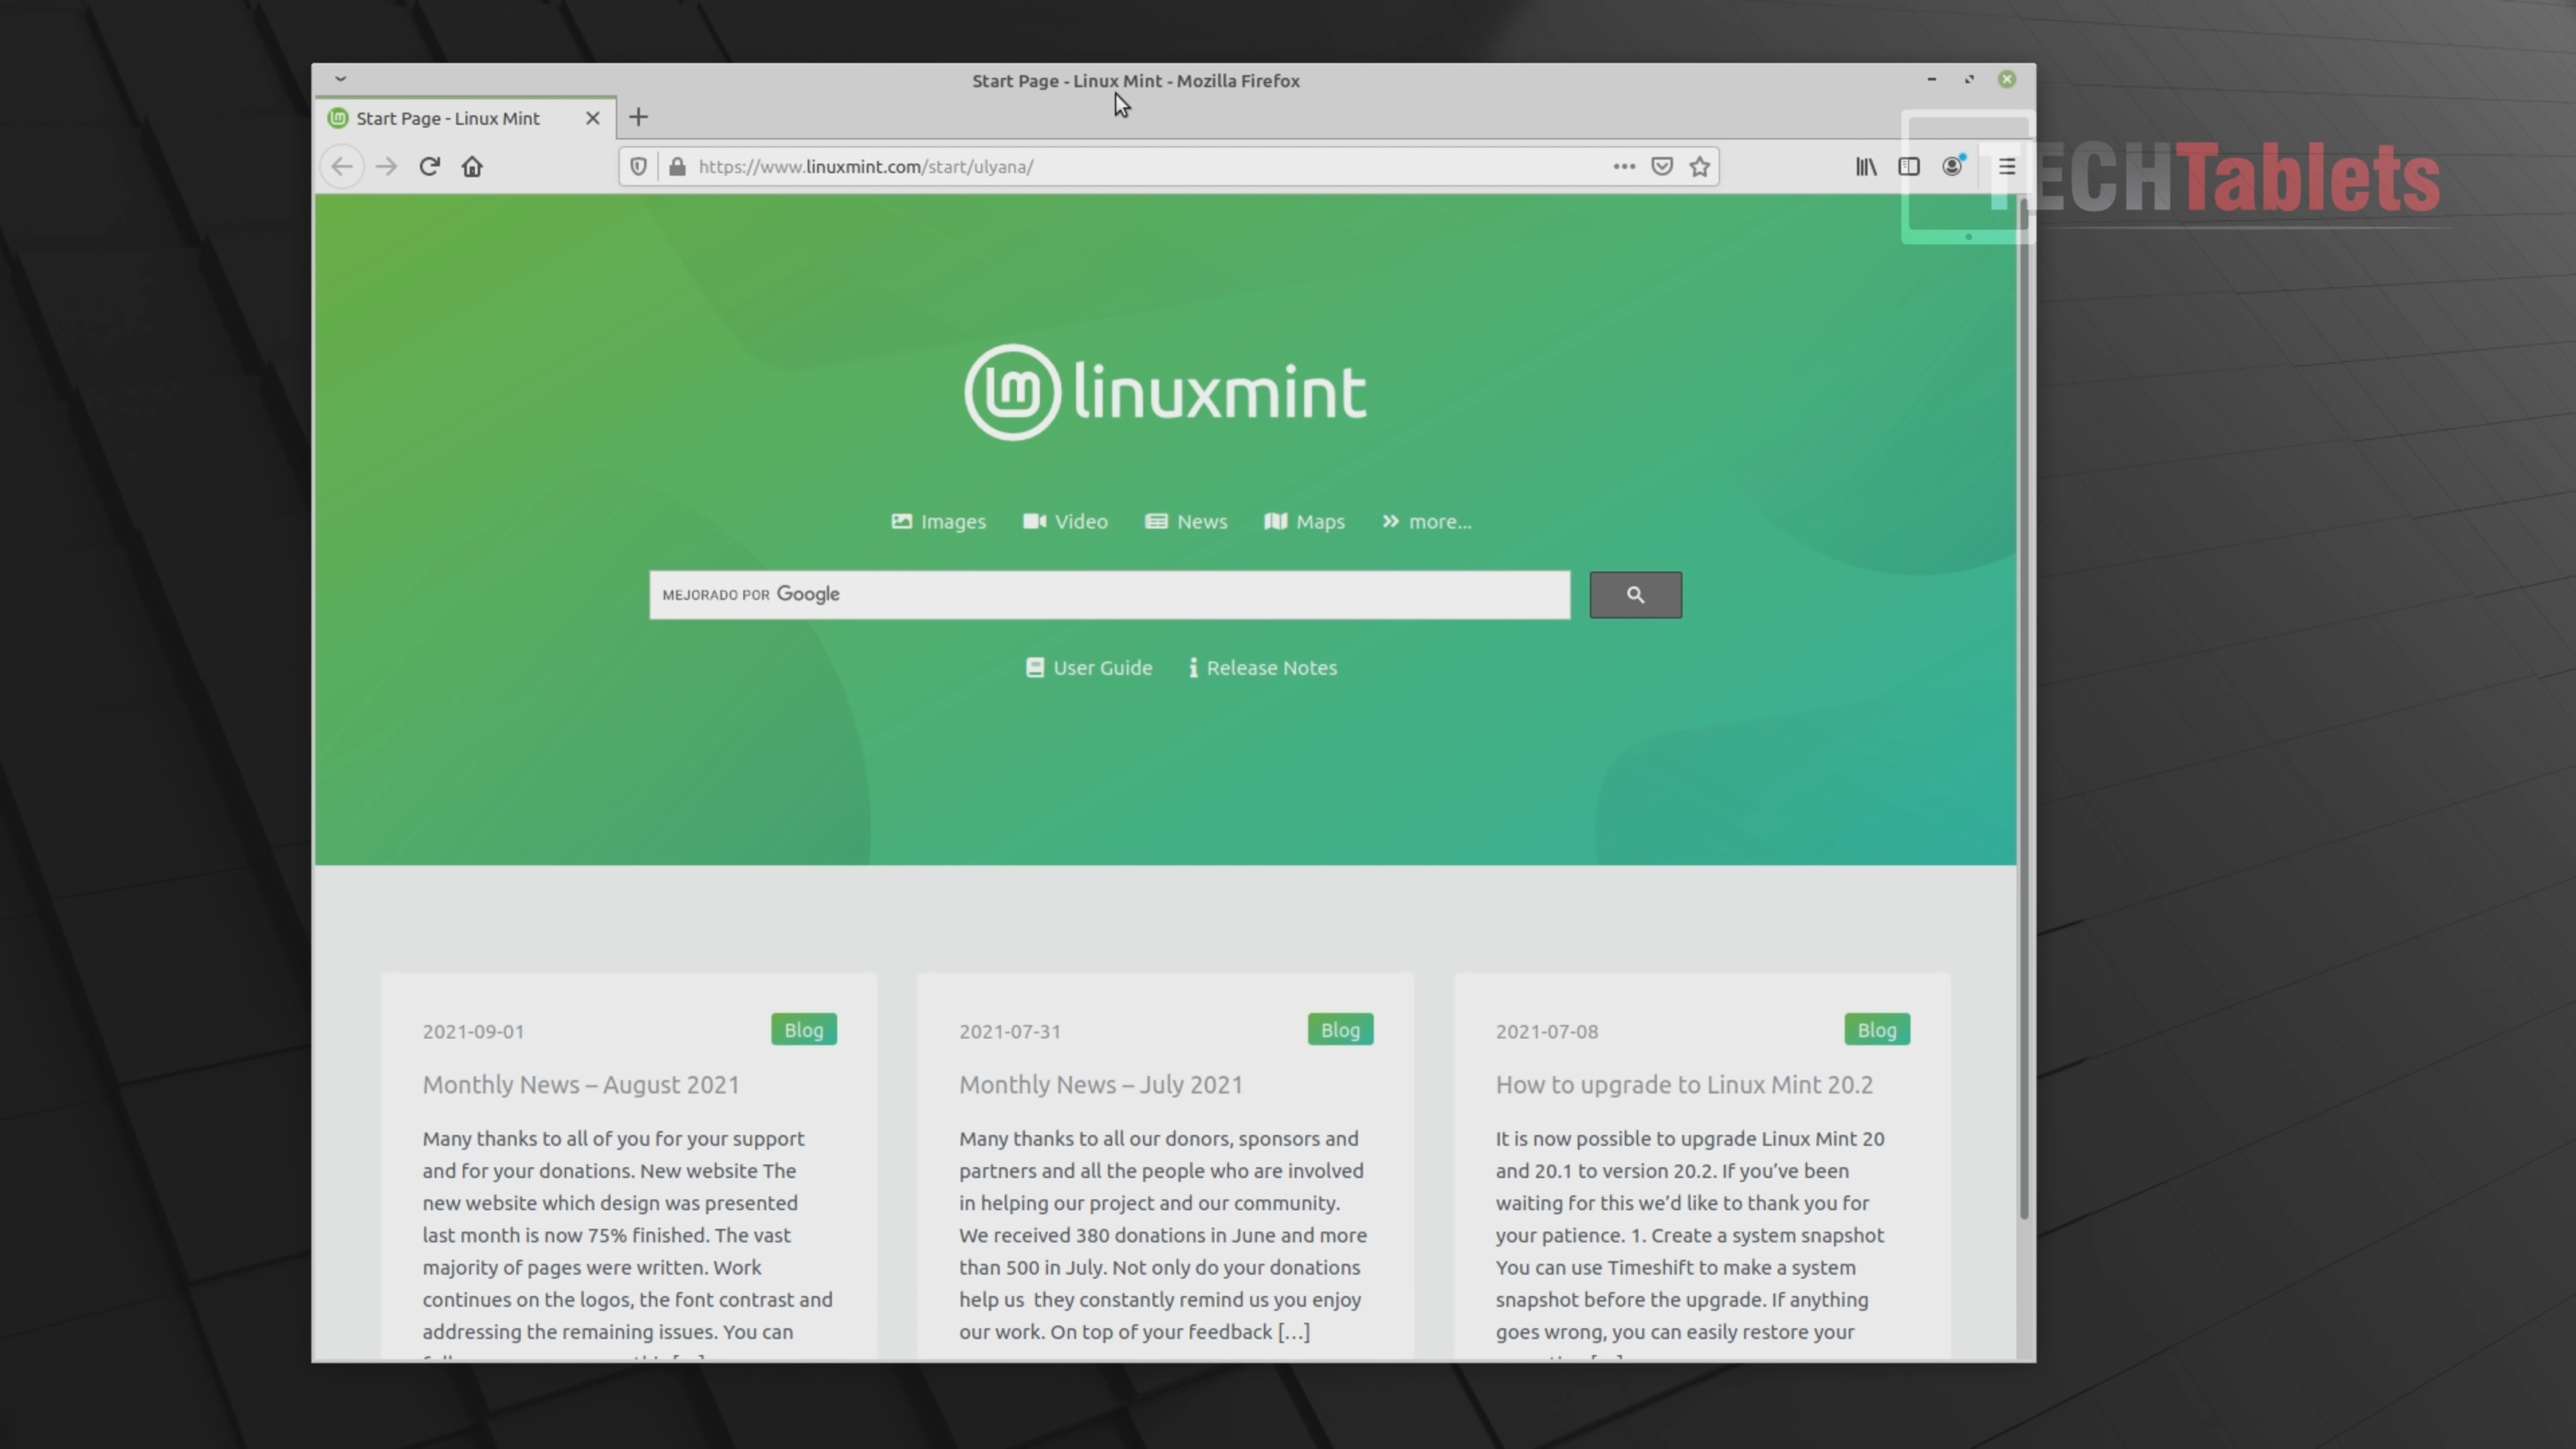 Start Page - Linux Mint - Mozilla Firefox
Start Page - Linux Mint
https://www.linuxmint.com/start/ulyana/
TECHTablets
linuxmint
Images Video News Maps more...
MEJORADO POR Google
User Guide Release Notes
2021-09-01 Blog
Monthly News – August 2021
Many thanks to all of you for your support
and for your donations. New website The
new website which design was presented
last month is now 75% finished. The vast
majority of pages were written. Work
continues on the logos, the font contrast and
addressing the remaining issues. You can
2021-07-31 Blog
Monthly News – July 2021
Many thanks to all our donors, sponsors and
partners and all the people who are involved
in helping our project and our community.
We received 380 donations in June and more
than 500 in July. Not only do your donations
help us they constantly remind us you enjoy
our work. On top of your feedback […]
2021-07-08 Blog
How to upgrade to Linux Mint 20.2
It is now possible to upgrade Linux Mint 20
and 20.1 to version 20.2. If you’ve been
waiting for this we’d like to thank you for
your patience. 1. Create a system snapshot
You can use Timeshift to make a system
snapshot before the upgrade. If anything
goes wrong, you can easily restore your